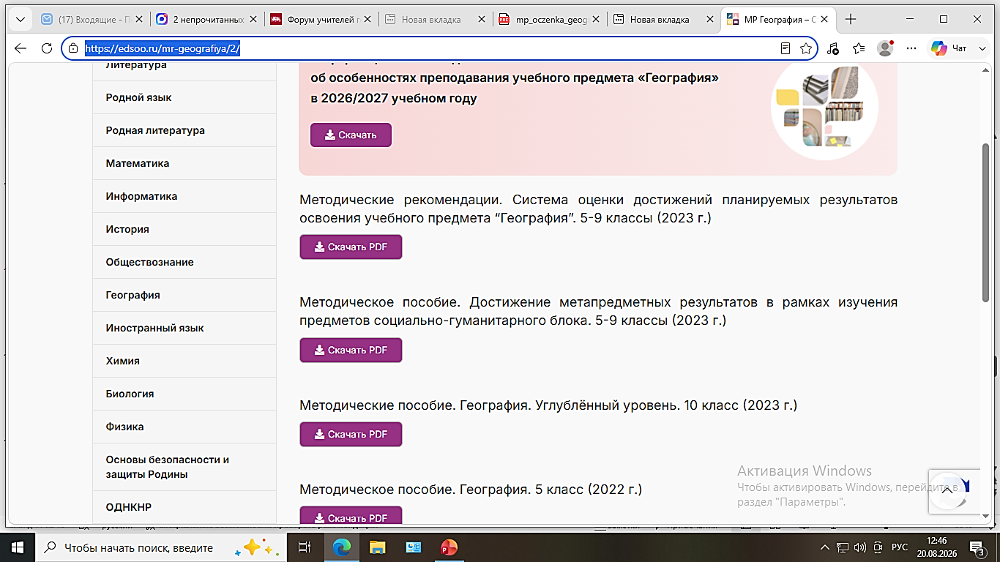 (17) Входящие - П
2 непрочитанных
Форум учителей г
Новая вкладка
mp_oczenka_geog
Новая вкладка
МР География – С
https://edsoo.ru/mr-geografiya/2/
Чат
Литература
Родной язык
Родная литература
Математика
Информатика
История
Обществознание
География
Иностранный язык
Химия
Биология
Физика
Основы безопасности и
защиты Родины
ОДНКНР
об особенностях преподавания учебного предмета «География»
в 2026/2027 учебном году
Скачать
Методические рекомендации. Система оценки достижений планируемых результатов
освоения учебного предмета “География”. 5-9 классы (2023 г.)
Скачать PDF
Методическое пособие. Достижение метапредметных результатов в рамках изучения
предметов социально-гуманитарного блока. 5-9 классы (2023 г.)
Скачать PDF
Методические пособие. География. Углублённый уровень. 10 класс (2023 г.)
Скачать PDF
Методическое пособие. География. 5 класс (2022 г.)
Скачать PDF
Активация Windows
Чтобы активировать Windows, перейдите в
раздел "Параметры".
Чтобы начать поиск, введите
РУС
12:46
20.08.2026
3